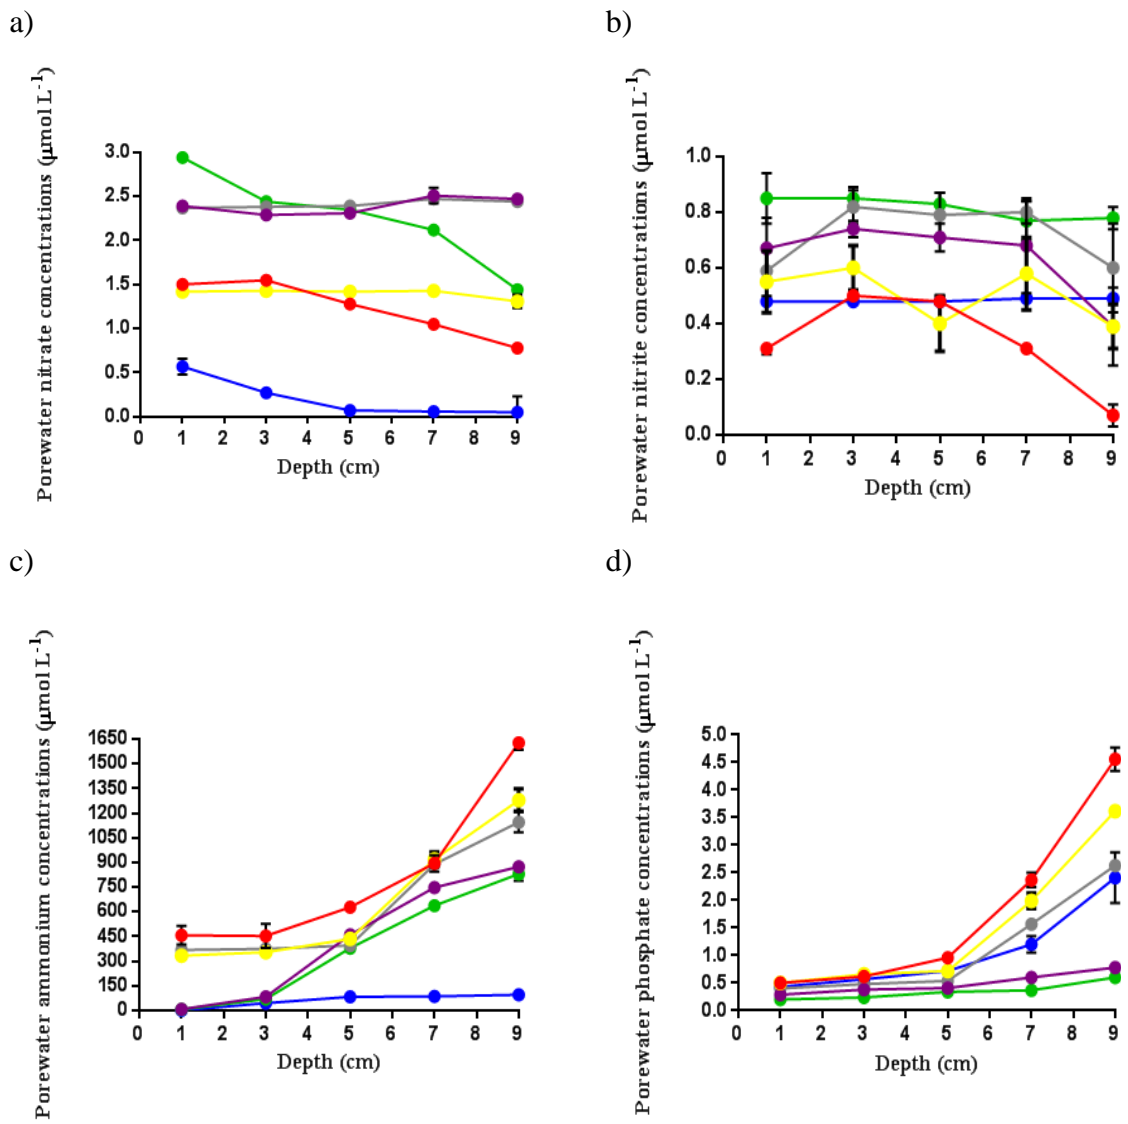 a)
Porewater nitrate concentrations (μmol L-1)
3.0
2.5
2.0
1.5
1.0
0.5
0.0
0 1 2 3 4 5 6 7 8 9
Depth (cm)
b)
Porewater nitrite concentrations (μmol L-1)
1.0
0.8
0.6
0.4
0.2
0.0
0 1 2 3 4 5 6 7 8 9
Depth (cm)
c)
Porewater ammonium concentrations (μmol L-1)
1650
1500
1350
1200
1050
900
750
600
450
300
150
0
0 1 2 3 4 5 6 7 8 9
Depth (cm)
d)
Porewater phosphate concentrations (μmol L-1)
5.0
4.5
4.0
3.5
3.0
2.5
2.0
1.5
1.0
0.5
0.0
0 1 2 3 4 5 6 7 8 9
Depth (cm)